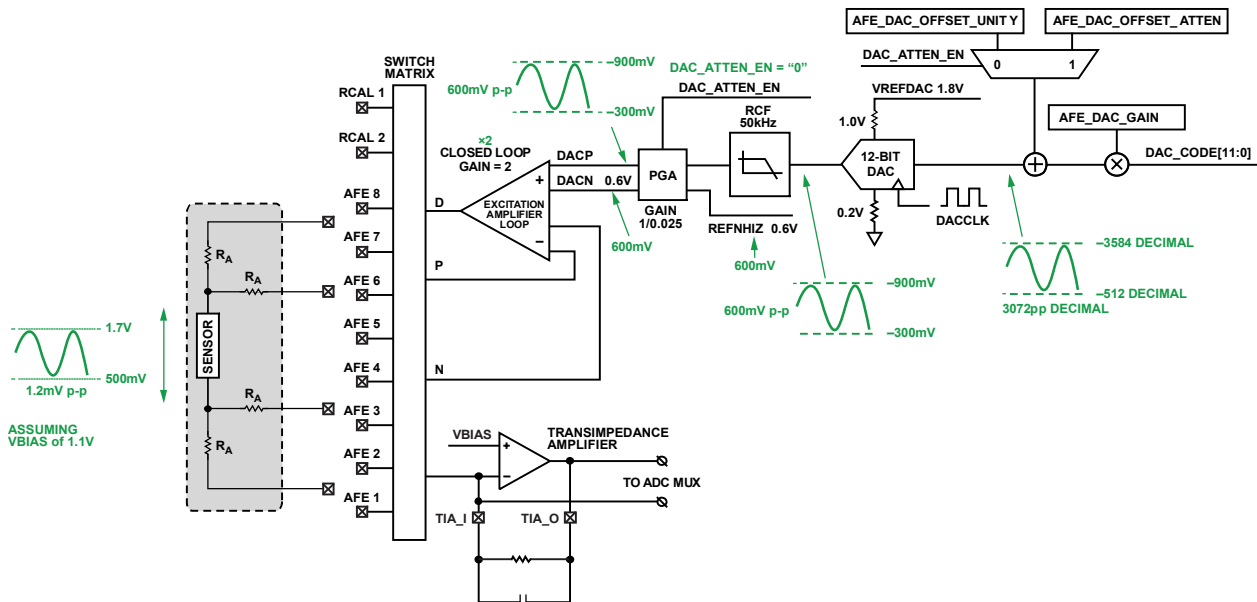 AFE_DAC_OFFSET_UNITY
AFE_DAC_OFFSET_ATTEN
DAC_ATTEN_EN
0
1
SWITCH
MATRIX
–900mV
600mV p-p
–300mV
DAC_ATTEN_EN = “0”
DAC_ATTEN_EN
VREFDAC 1.8V
1.0V
RCF
50kHz
AFE_DAC_GAIN
RCAL 1
RCAL 2
×2
CLOSED LOOP
GAIN = 2
DACP
DACN
0.6V
PGA
12-BIT
DAC
DAC_CODE[11:0]
+
×
AFE 8
D
+
EXCITATION
AMPLIFIER
LOOP
–
600mV
GAIN
1/0.025
REFNHIZ 0.6V
600mV
0.2V
DACCLK
AFE 7
P
–3584 DECIMAL
–512 DECIMAL
3072pp DECIMAL
RA
RA
AFE 6
–900mV
600mV p-p
–300mV
1.7V
500mV
1.2mV p-p
SENSOR
AFE 5
AFE 4
N
ASSUMING
VBIAS of 1.1V
RA
RA
AFE 3
AFE 2
AFE 1
VBIAS
+
–
TRANSIMPEDANCE
AMPLIFIER
TO ADC MUX
TIA_I
TIA_O